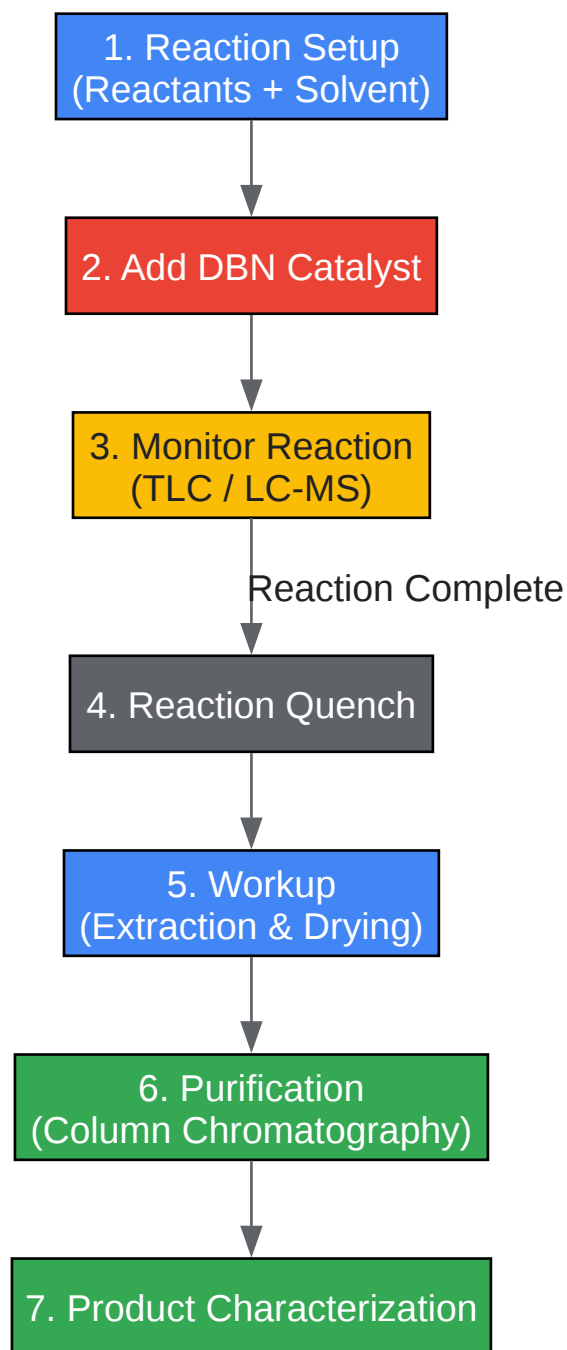 1. Reaction Setup
(Reactants + Solvent)
2. Add DBN Catalyst
3. Monitor Reaction
(TLC / LC-MS)
Reaction Complete
4. Reaction Quench
5. Workup
(Extraction & Drying)
6. Purification
(Column Chromatography)
7. Product Characterization